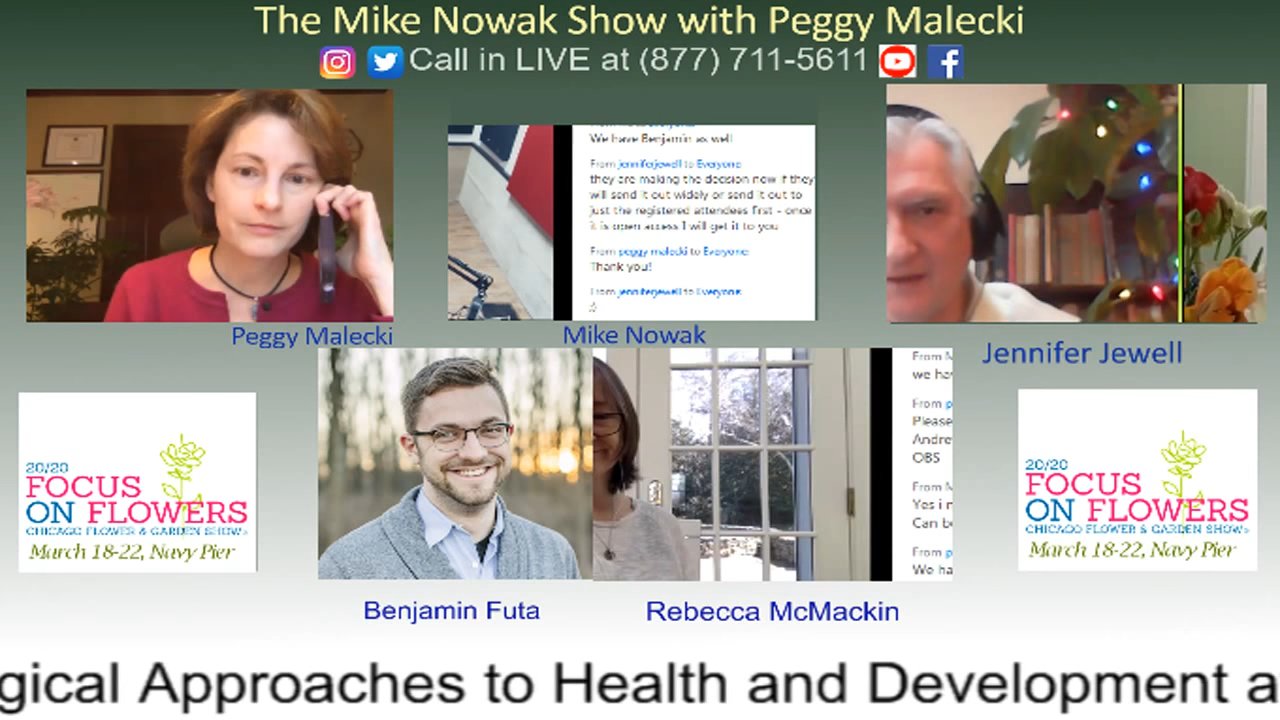 The Mike Nowak Show with Peggy Malecki
Call in LIVE at (877) 711-5611
We have Benjamin as well
From jenniferjewell to Everyone
they are making the decision now if they
will send it out widely or send it out to
just the registered attendees first - once
it is open access I will get it to you
From peggy malecki to Everyone
Thank you!
From jenniferjewell to Everyone
Peggy Malecki
Mike Nowak
Jennifer Jewell
From
we ha
From p
Please
Andre
OBS
From
Yes i
Can b
From p
We ha
20/20
FOCUS
ON FLOWERS
CHICAGO FLOWER & GARDEN SHOW
March 18-22, Navy Pier
20/20
FOCUS
ON FLOWERS
CHICAGO FLOWER & GARDEN SHOW
March 18-22, Navy Pier
Benjamin Futa
Rebecca McMackin
gical Approaches to Health and Development a